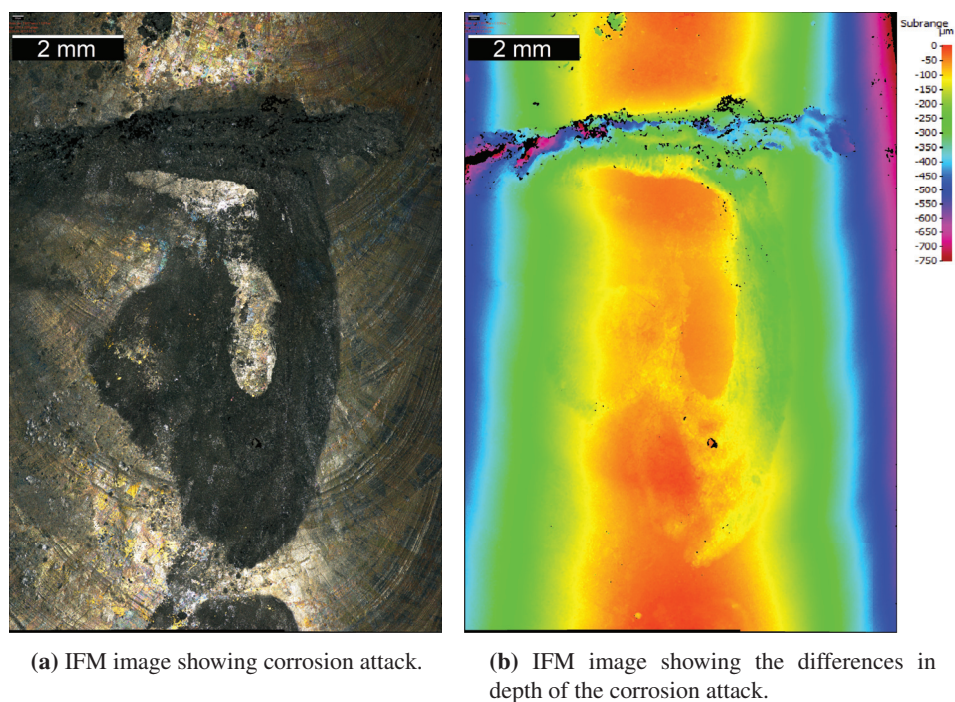 2 mm
2 mm
Subrange
µm
0
-50
-100
-150
-200
-250
-300
-350
-400
-450
-500
-550
-600
-650
-700
-750
(a) IFM image showing corrosion attack.
(b) IFM image showing the differences in
depth of the corrosion attack.